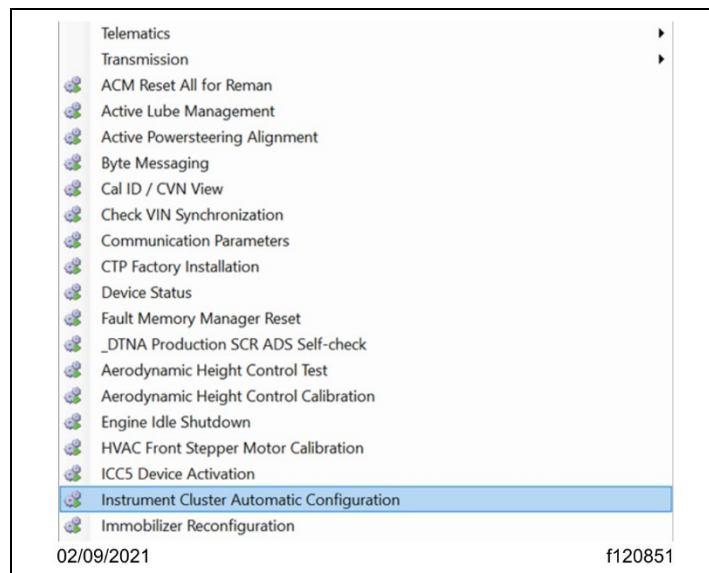 Telematics
Transmission
ACM Reset All for Reman
Active Lube Management
Active Powersteering Alignment
Byte Messaging
Cal ID / CVN View
Check VIN Synchronization
Communication Parameters
CTP Factory Installation
Device Status
Fault Memory Manager Reset
_DTNA Production SCR ADS Self-check
Aerodynamic Height Control Test
Aerodynamic Height Control Calibration
Engine Idle Shutdown
HVAC Front Stepper Motor Calibration
ICC5 Device Activation
Instrument Cluster Automatic Configuration
Immobilizer Reconfiguration
02/09/2021 f120851